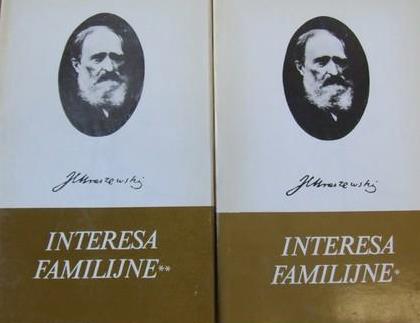 JIKraszewski
INTERESA
FAMILIJNE**
JIKraszewski
INTERESA
FAMILIJNE*